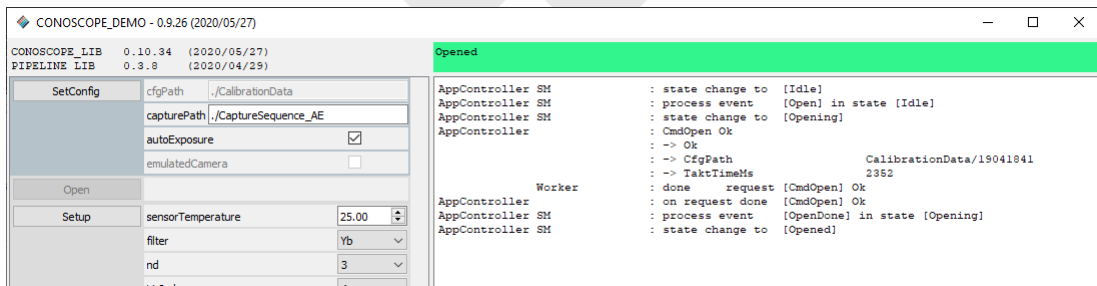 CONOSCOPE_DEMO - 0.9.26 (2020/05/27)
CONOSCOPE_LIB 0.10.34 (2020/05/27)
PIPELINE LIB 0.3.8 (2020/04/29)
Opened
SetConfig
cfgPath ./CalibrationData
capturePath ./CaptureSequence_AE
autoExposure
emulatedCamera
Open
Setup
sensorTemperature 25.00
filter Yb
nd 3
AppController SM : state change to [Idle]
AppController SM : process event [Open] in state [Idle]
AppController SM : state change to [Opening]
AppController : CmdOpen Ok
: -> Ok
: -> CfgPath CalibrationData/19041841
: -> TaktTimeMs 2352
Worker : done request [CmdOpen] Ok
AppController : on request done [CmdOpen] Ok
AppController SM : process event [OpenDone] in state [Opening]
AppController SM : state change to [Opened]